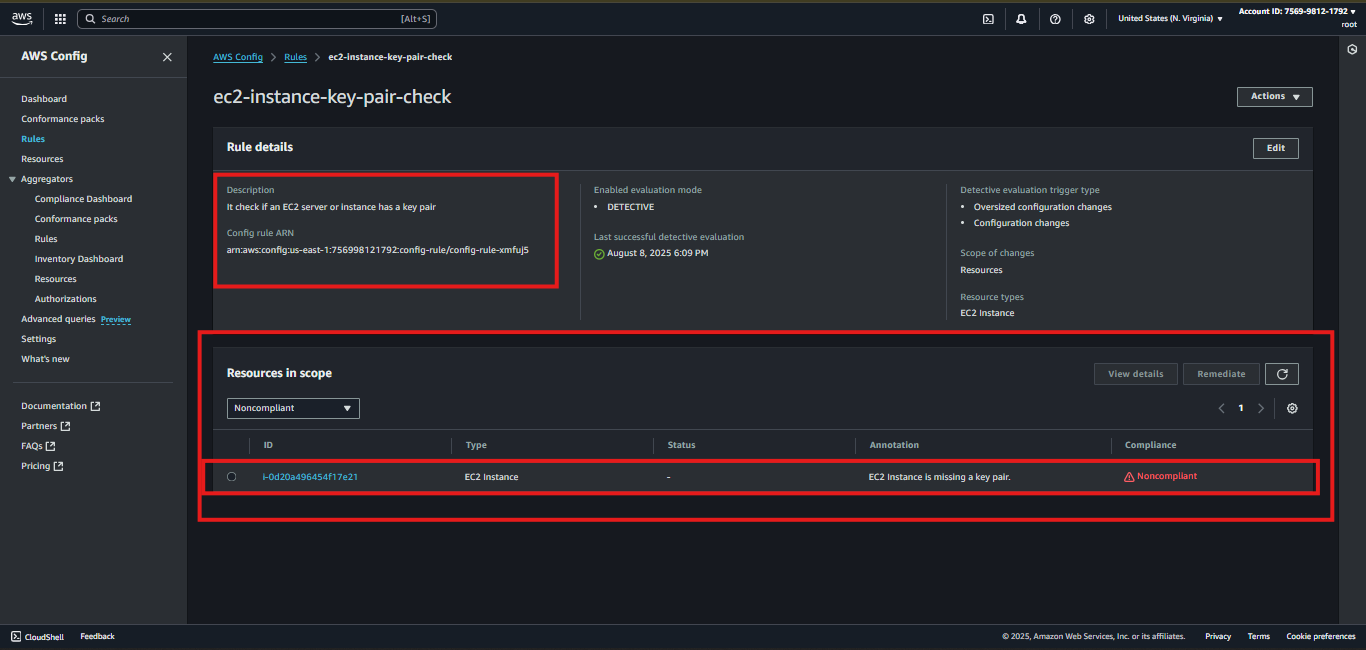 aws
Search [Alt+S]
United States (N. Virginia)
Account ID: 7569-9812-1792
root
AWS Config
Dashboard
Conformance packs
Rules
Resources
Aggregators
Compliance Dashboard
Conformance packs
Rules
Inventory Dashboard
Resources
Authorizations
Advanced queries Preview
Settings
What's new
Documentation
Partners
FAQs
Pricing
AWS Config Rules ec2-instance-key-pair-check
ec2-instance-key-pair-check
Actions
Rule details
Edit
Description
It check if an EC2 server or instance has a key pair
Config rule ARN
arn:aws:config:us-east-1:756998121792:config-rule/config-rule-xmfuj5
Enabled evaluation mode
• DETECTIVE
Last successful detective evaluation
August 8, 2025 6:09 PM
Detective evaluation trigger type
• Oversized configuration changes
• Configuration changes
Scope of changes
Resources
Resource types
EC2 Instance
Resources in scope
View details Remediate
Noncompliant
1
ID Type Status Annotation Compliance
i-0d20a496454f17e21 EC2 Instance - EC2 Instance is missing a key pair. Noncompliant
CloudShell Feedback
© 2025, Amazon Web Services, Inc. or its affiliates. Privacy Terms Cookie preferences